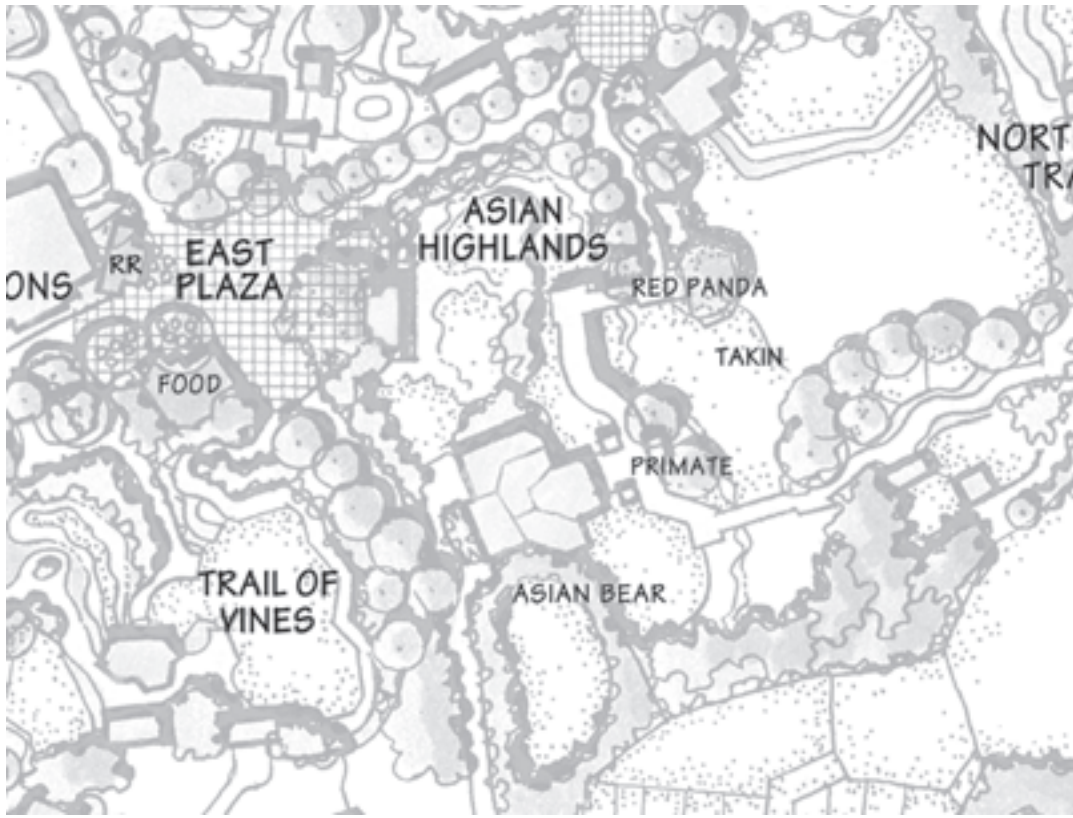 NORT
TRA
ASIAN
HIGHLANDS
EAST
PLAZA
RR
ONS
RED PANDA
TAKIN
FOOD
PRIMATE
ASIAN BEAR
TRAIL OF
VINES